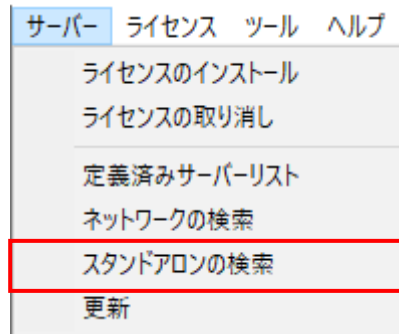 サーバー ライセンス ツール ヘルプ
ライセンスのインストール
ライセンスの取り消し
定義済みサーバーリスト
ネットワークの検索
スタンドアロンの検索
更新